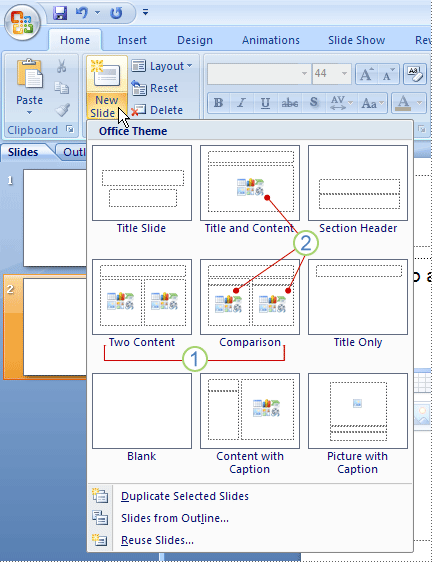 Home Insert Design Animations Slide Show Rev
Paste
New
Slide
Layout
Reset
Delete
44
B I U abc S AV Aa A
Clipboard
Slides Outl
Office Theme
1
2
Title Slide Title and Content Section Header
2
Two Content Comparison Title Only
1
Blank Content with Caption Picture with Caption
Duplicate Selected Slides
Slides from Outline...
Reuse Slides...